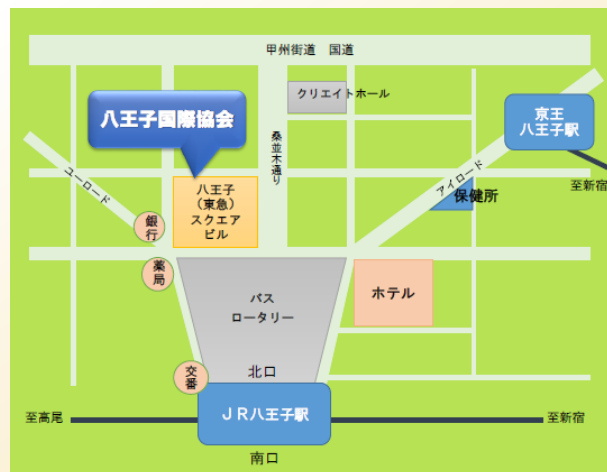 甲州街道 国道
クリエイトホール
八王子国際協会
京王
八王子駅
桑並木通り
ユーロード
アイロード
至新宿
保健所
八王子
（東急）
スクエア
ビル
銀行
薬局
バス
ロータリー
ホテル
交番
北口
ＪＲ八王子駅
至高尾
至新宿
南口